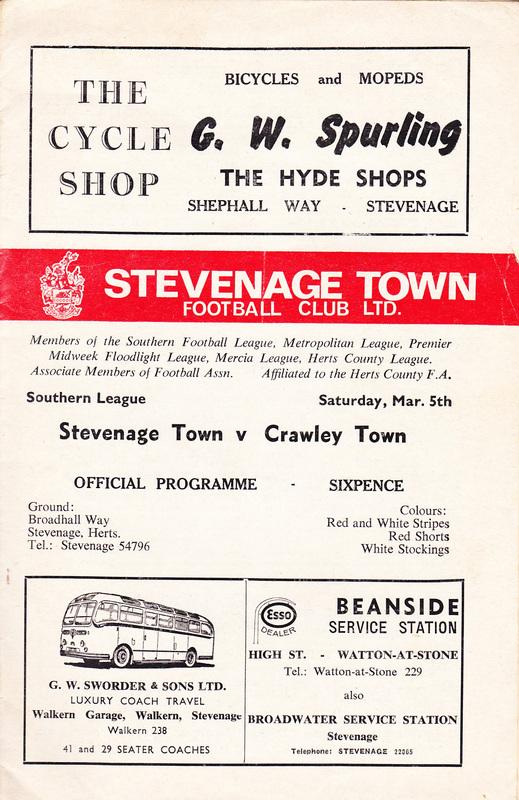 THE
CYCLE
SHOP
BICYCLES and MOPEDS
G. W. Spurling
THE HYDE SHOPS
SHEPHALL WAY - STEVENAGE
STEVENAGE TOWN
FOOTBALL CLUB LTD.
Members of the Southern Football League, Metropolitan League, Premier
Midweek Floodlight League, Mercia League, Herts County League.
Associate Members of Football Assn. Affiliated to the Herts County F.A.
Southern League
Saturday, Mar. 5th
Stevenage Town v Crawley Town
OFFICIAL PROGRAMME - SIXPENCE
Ground:
Broadhall Way
Stevenage, Herts.
Tel.: Stevenage 54796
Colours:
Red and White Stripes
Red Shorts
White Stockings
G. W. SWORDER & SONS LTD.
LUXURY COACH TRAVEL
Walkern Garage, Walkern, Stevenage
Walkern 238
41 and 29 SEATER COACHES
Esso
DEALER
BEANSIDE
SERVICE STATION
HIGH ST. - WATTON-AT-STONE
Tel.: Watton-at-Stone 229
also
BROADWATER SERVICE STATION
Stevenage
Telephone: STEVENAGE 22065